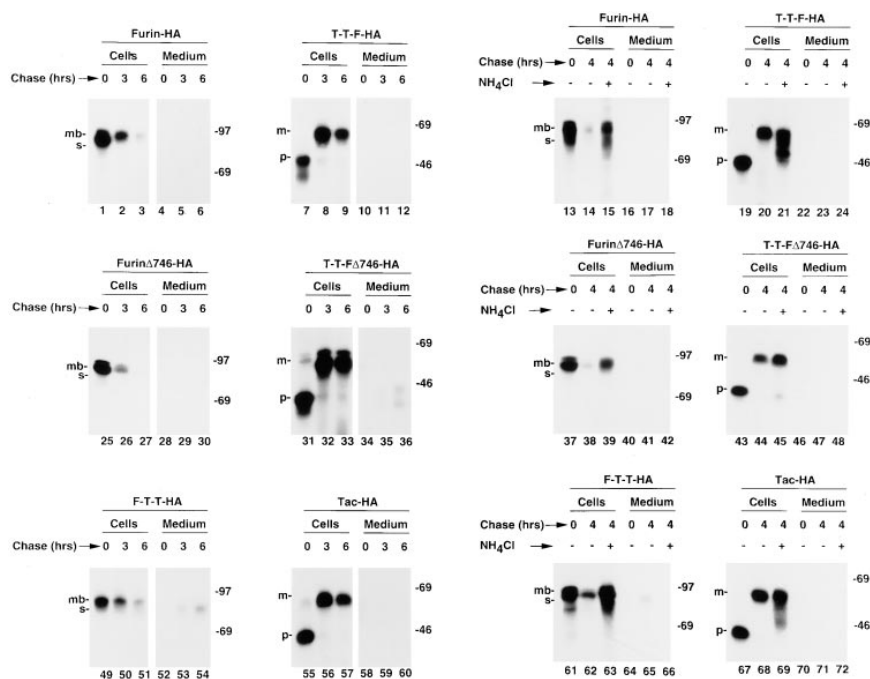 Furin-HA
Cells Medium
Chase (hrs) 0 3 6 0 3 6
mb-
s-
-97
-69
1 2 3 4 5 6
T-T-F-HA
Cells Medium
0 3 6 0 3 6
m-
p-
-69
-46
7 8 9 10 11 12
Furin-HA
Cells Medium
Chase (hrs) 0 4 4 0 4 4
NH4Cl - - + - - +
mb-
s-
-97
-69
13 14 15 16 17 18
T-T-F-HA
Cells Medium
0 4 4 0 4 4
- - + - - +
m-
p-
-69
-46
19 20 21 22 23 24
FurinΔ746-HA
Cells Medium
Chase (hrs) 0 3 6 0 3 6
mb-
s-
-97
-69
25 26 27 28 29 30
T-T-FΔ746-HA
Cells Medium
0 3 6 0 3 6
m-
p-
-69
-46
31 32 33 34 35 36
FurinΔ746-HA
Cells Medium
Chase (hrs) 0 4 4 0 4 4
NH4Cl - - + - - +
mb-
s-
-97
-69
37 38 39 40 41 42
T-T-FΔ746-HA
Cells Medium
0 4 4 0 4 4
- - + - - +
m-
p-
-69
-46
43 44 45 46 47 48
F-T-T-HA
Cells Medium
Chase (hrs) 0 3 6 0 3 6
mb-
s-
-97
-69
49 50 51 52 53 54
Tac-HA
Cells Medium
0 3 6 0 3 6
m-
p-
-69
-46
55 56 57 58 59 60
F-T-T-HA
Cells Medium
Chase (hrs) 0 4 4 0 4 4
NH4Cl - - + - - +
mb-
s-
-97
-69
61 62 63 64 65 66
Tac-HA
Cells Medium
0 4 4 0 4 4
- - + - - +
m-
p-
-69
-46
67 68 69 70 71 72